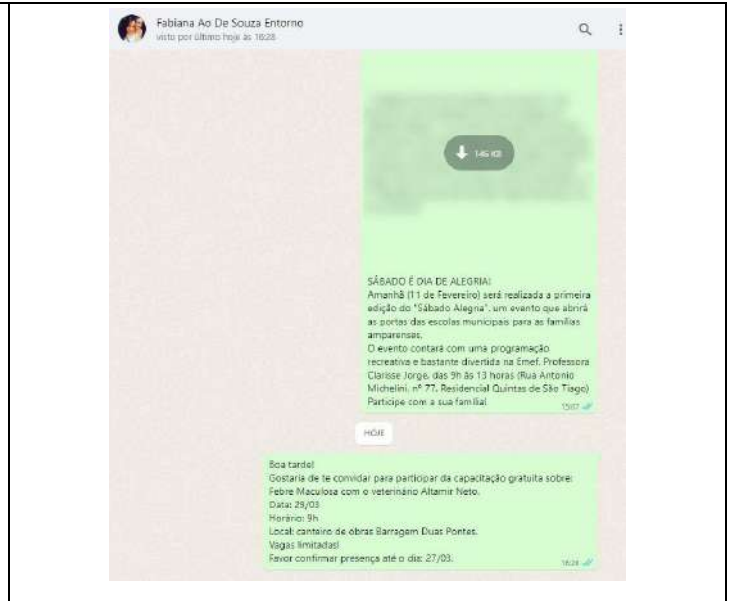 Fabiana Ao De Souza Entorno
visto por último hoje às 16:28
146 KB
SÁBADO É DIA DE ALEGRIA!
Amanhã (11 de Fevereiro) será realizada a primeira
edição do "Sábado Alegria", um evento que abrirá
as portas das escolas municipais para as famílias
amparenses.
O evento contará com uma programação
recreativa e bastante divertida na Emef. Professora
Clarisse Jorge, das 9h às 13 horas (Rua Antonio
Michelini, nº 77, Residencial Quintas de São Tiago)
Participe com a sua família!
15:07
HOJE
Boa tarde!
Gostaria de te convidar para participar da capacitação gratuita sobre:
Febre Maculosa com o veterinário Altamir Neto.
Data: 29/03
Horário: 9h
Local: canteiro de obras Barragem Duas Pontes.
Vagas limitadas!
Favor confirmar presença até o dia: 27/03.
16:28